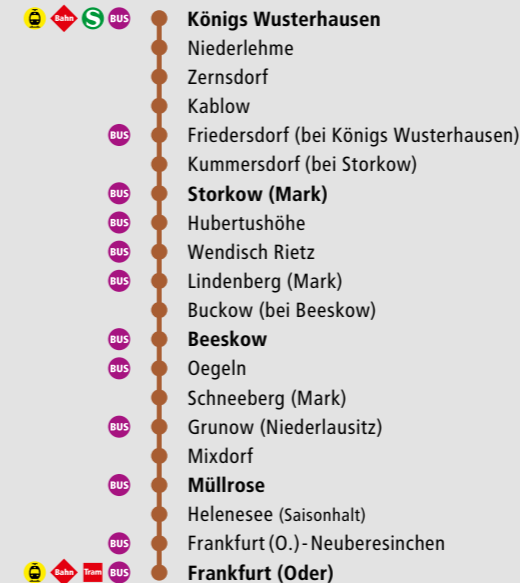 Bahn S BUS Königs Wusterhausen
Niederlehme
Zernsdorf
Kablow
BUS Friedersdorf (bei Königs Wusterhausen)
Kummersdorf (bei Storkow)
BUS Storkow (Mark)
BUS Hubertushöhe
BUS Wendisch Rietz
BUS Lindenberg (Mark)
Buckow (bei Beeskow)
BUS Beeskow
BUS Oegeln
Schneeberg (Mark)
BUS Grunow (Niederlausitz)
Mixdorf
BUS Müllrose
Helenesee (Saisonhalt)
BUS Frankfurt (O.)-Neuberesinchen
Bahn Tram BUS Frankfurt (Oder)